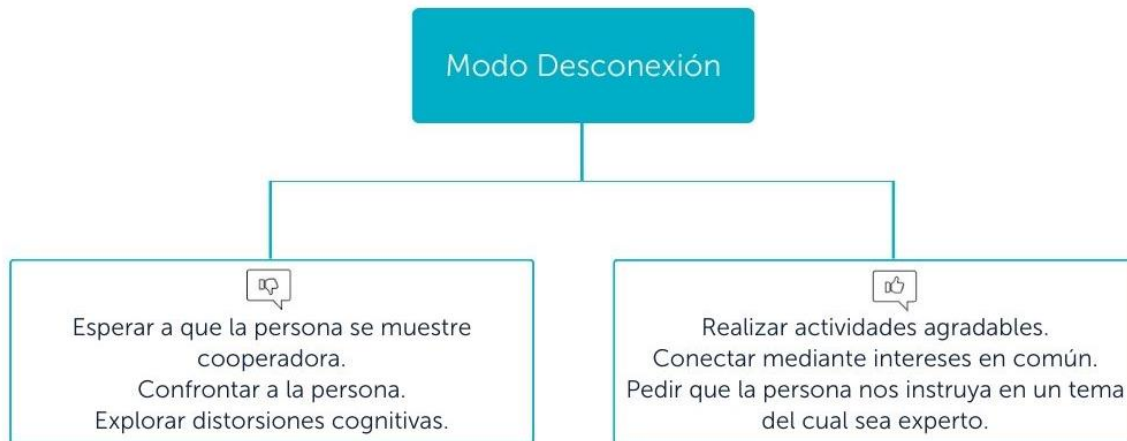 Modo Desconexión
Esperar a que la persona se muestre
cooperadora.
Confrontar a la persona.
Explorar distorsiones cognitivas.
Realizar actividades agradables.
Conectar mediante intereses en común.
Pedir que la persona nos instruya en un tema
del cual sea experto.